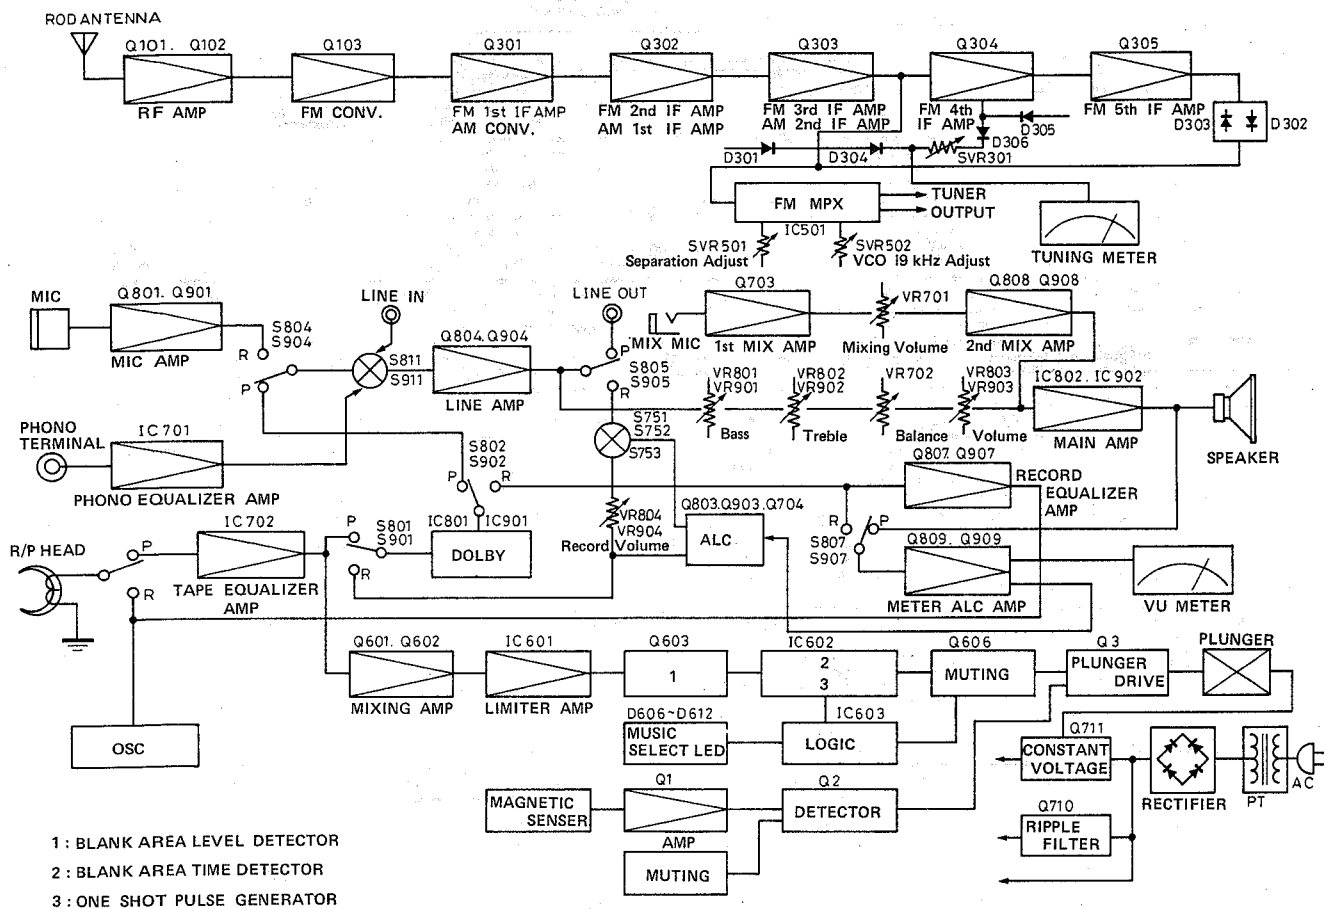 ROD ANTENNA
Q101. Q102
Q103
Q301
Q302
Q303
Q304
Q305
RF AMP
FM CONV.
FM 1st IF AMP
AM CONV.
FM 2nd IF AMP
AM 1st IF AMP
FM 3rd IF AMP
AM 2nd IF AMP
FM 4th
IF AMP
FM 5th IF AMP
D303
D302
D305
D306
D301
D304
SVR301
FM MPX
IC501
TUNER
OUTPUT
TUNING METER
SVR501
Separation Adjust
SVR502
VCO 19 kHz Adjust
MIC
Q801. Q901
MIC AMP
S804
S904
R
P
LINE IN
S811
S911
Q804. Q904
LINE AMP
LINE OUT
P
S805
S905
R
MIX MIC
Q703
1st MIX AMP
VR701
Mixing Volume
Q808 Q908
2nd MIX AMP
VR801
VR901
Bass
VR802
VR902
Treble
VR702
Balance
VR803
VR903
Volume
IC802. IC902
MAIN AMP
SPEAKER
PHONO
TERMINAL
IC701
PHONO EQUALIZER AMP
S802
S902
P
R
S751
S752
S753
VR804
VR904
Record Volume
Q803.Q903.Q704
ALC
Q807. Q907
RECORD
EQUALIZER
AMP
R
P
S807
S907
Q809. Q909
METER ALC AMP
VU METER
R/P HEAD
P
R
IC702
TAPE EQUALIZER
AMP
P
S801
S901
R
IC801 IC901
DOLBY
OSC
Q601. Q602
MIXING AMP
IC601
LIMITER AMP
Q603
1
IC602
2
3
Q606
MUTING
Q3
PLUNGER
DRIVE
PLUNGER
D606~D612
MUSIC
SELECT LED
IC603
LOGIC
Q711
CONSTANT
VOLTAGE
RECTIFIER
PT
AC
Q710
RIPPLE
FILTER
MAGNETIC
SENSER
Q1
AMP
Q2
DETECTOR
MUTING
1 : BLANK AREA LEVEL DETECTOR
2 : BLANK AREA TIME DETECTOR
3 : ONE SHOT PULSE GENERATOR